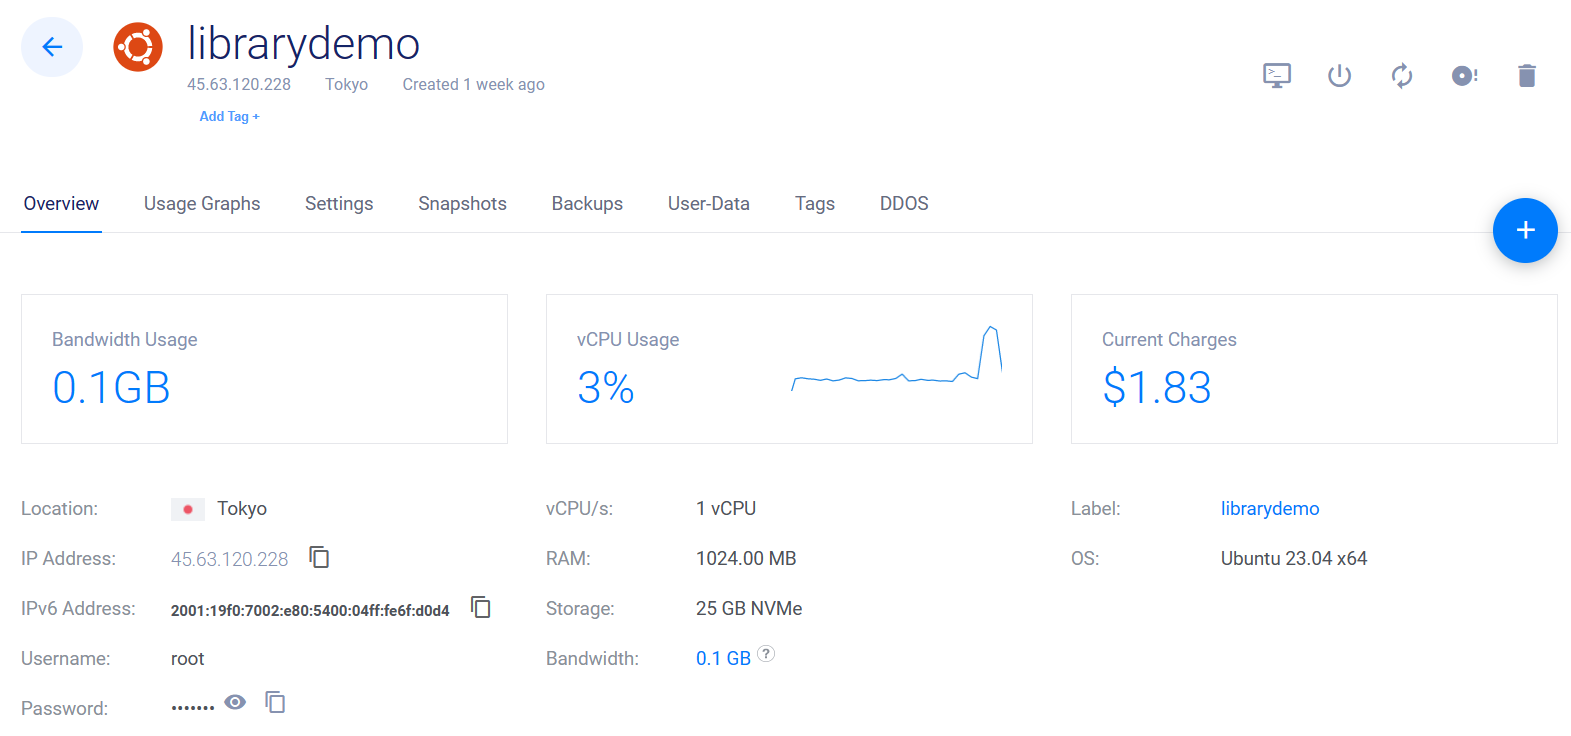 librarydemo
45.63.120.228 Tokyo Created 1 week ago
Add Tag +
Overview Usage Graphs Settings Snapshots Backups User-Data Tags DDOS
+
Bandwidth Usage
0.1GB
vCPU Usage
3%
Current Charges
$1.83
Location: Tokyo
IP Address: 45.63.120.228
IPv6 Address: 2001:19f0:7002:e80:5400:04ff:fe6f:d0d4
Username: root
Password: •••••••
vCPU/s: 1 vCPU
RAM: 1024.00 MB
Storage: 25 GB NVMe
Bandwidth: 0.1 GB ?
Label: librarydemo
OS: Ubuntu 23.04 x64